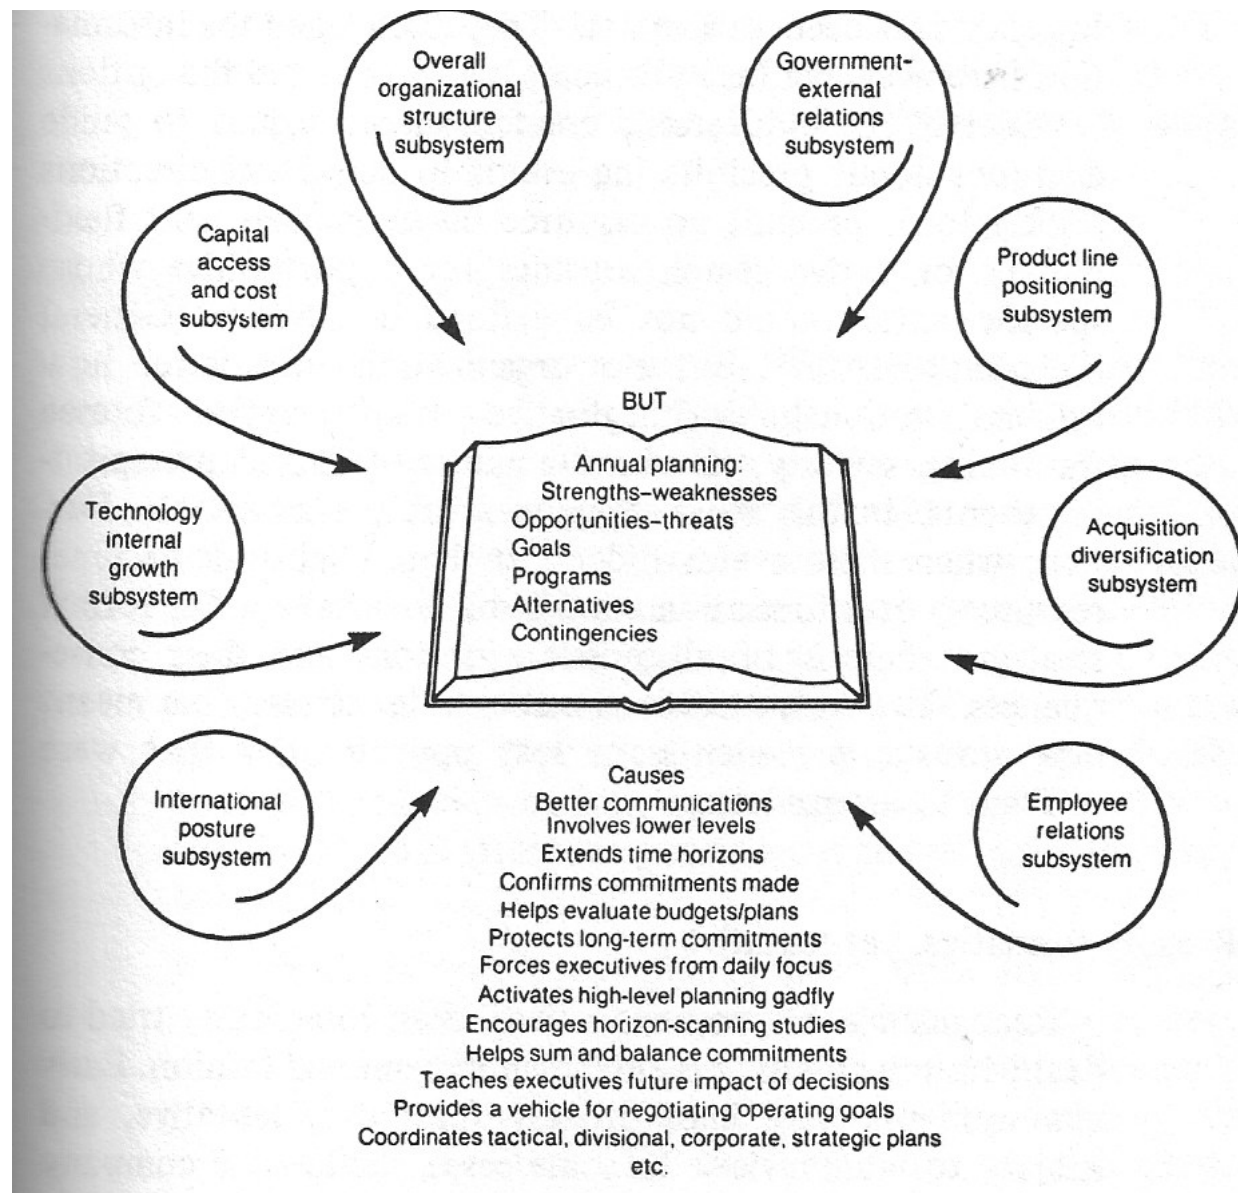 Overall
organizational
structure
subsystem
Government-
external
relations
subsystem
Capital
access
and cost
subsystem
Product line
positioning
subsystem
BUT
Annual planning:
Strengths–weaknesses
Opportunities–threats
Goals
Programs
Alternatives
Contingencies
Technology
internal
growth
subsystem
Acquisition
diversification
subsystem
International
posture
subsystem
Employee
relations
subsystem
Causes
Better communications
Involves lower levels
Extends time horizons
Confirms commitments made
Helps evaluate budgets/plans
Protects long-term commitments
Forces executives from daily focus
Activates high-level planning gadfly
Encourages horizon-scanning studies
Helps sum and balance commitments
Teaches executives future impact of decisions
Provides a vehicle for negotiating operating goals
Coordinates tactical, divisional, corporate, strategic plans
etc.